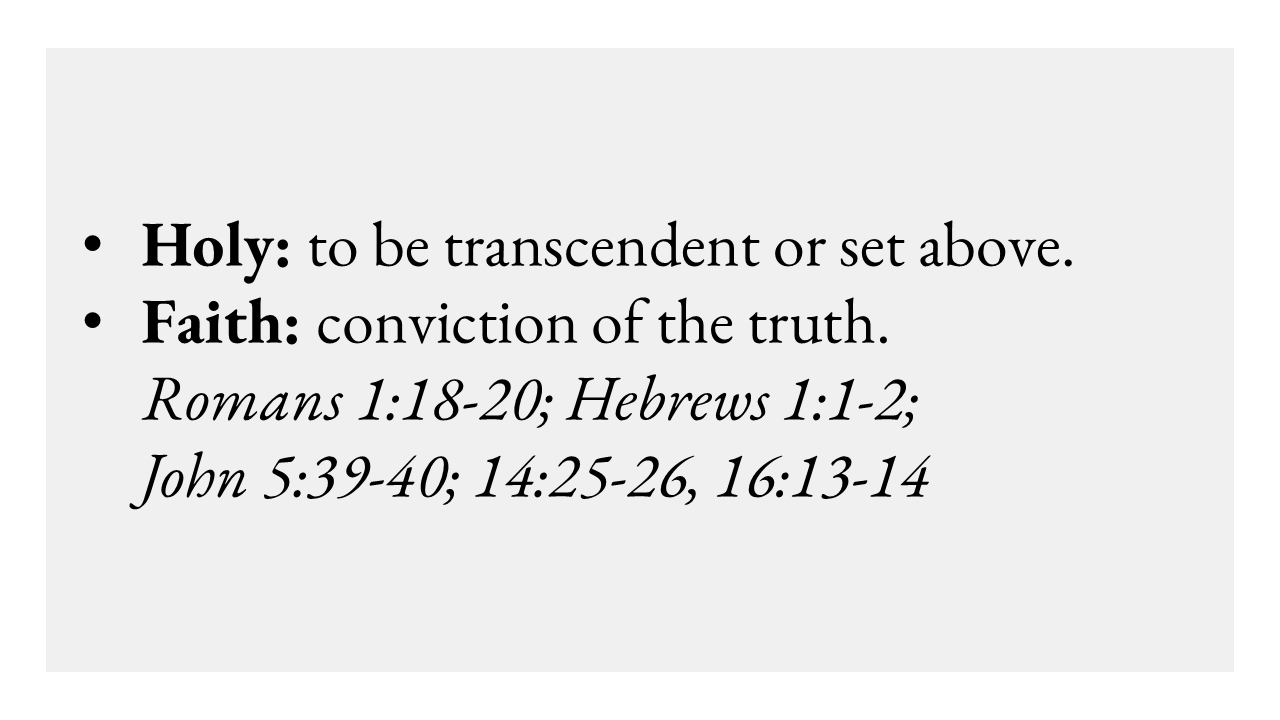 • Holy: to be transcendent or set above.
• Faith: conviction of the truth.
Romans 1:18-20; Hebrews 1:1-2;
John 5:39-40; 14:25-26, 16:13-14